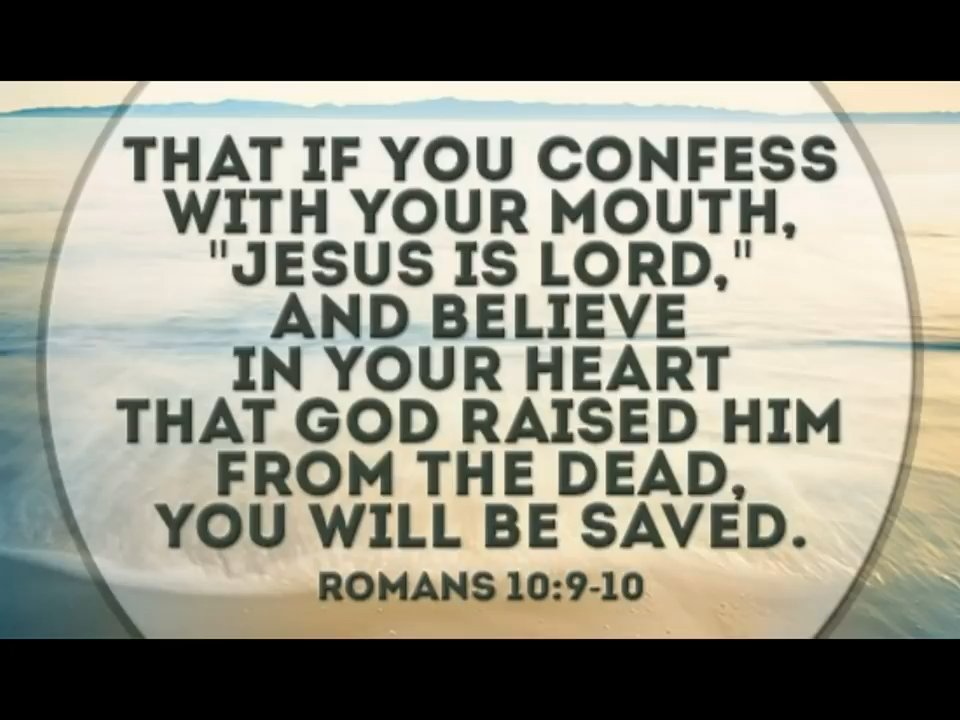 THAT IF YOU CONFESS
WITH YOUR MOUTH,
"JESUS IS LORD,"
AND BELIEVE
IN YOUR HEART
THAT GOD RAISED HIM
FROM THE DEAD,
YOU WILL BE SAVED.
ROMANS 10:9-10